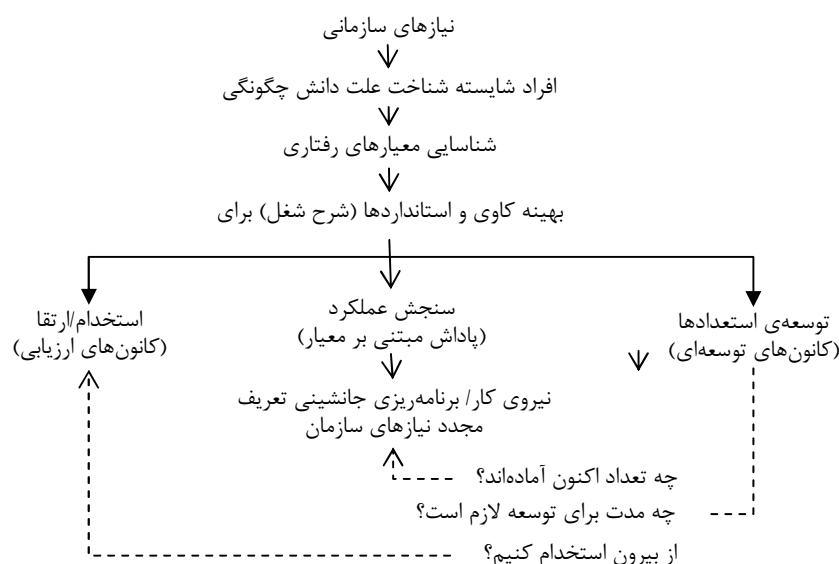 نیازهای سازمانی
افراد شایسته شناخت علت دانش چگونگی
شناسایی معیارهای رفتاری
بهینه کاوی و استانداردها (شرح شغل) برای
توسعه‌ی استعدادها
(کانون‌های توسعه‌ای)
سنجش عملکرد
(پاداش مبتنی بر معیار)
استخدام/ارتقا
(کانون‌های ارزیابی)
نیروی کار/ برنامه‌ریزی جانشینی تعریف
مجدد نیازهای سازمان
چه تعداد اکنون آماده‌اند؟
چه مدت برای توسعه لازم است؟
از بیرون استخدام کنیم؟